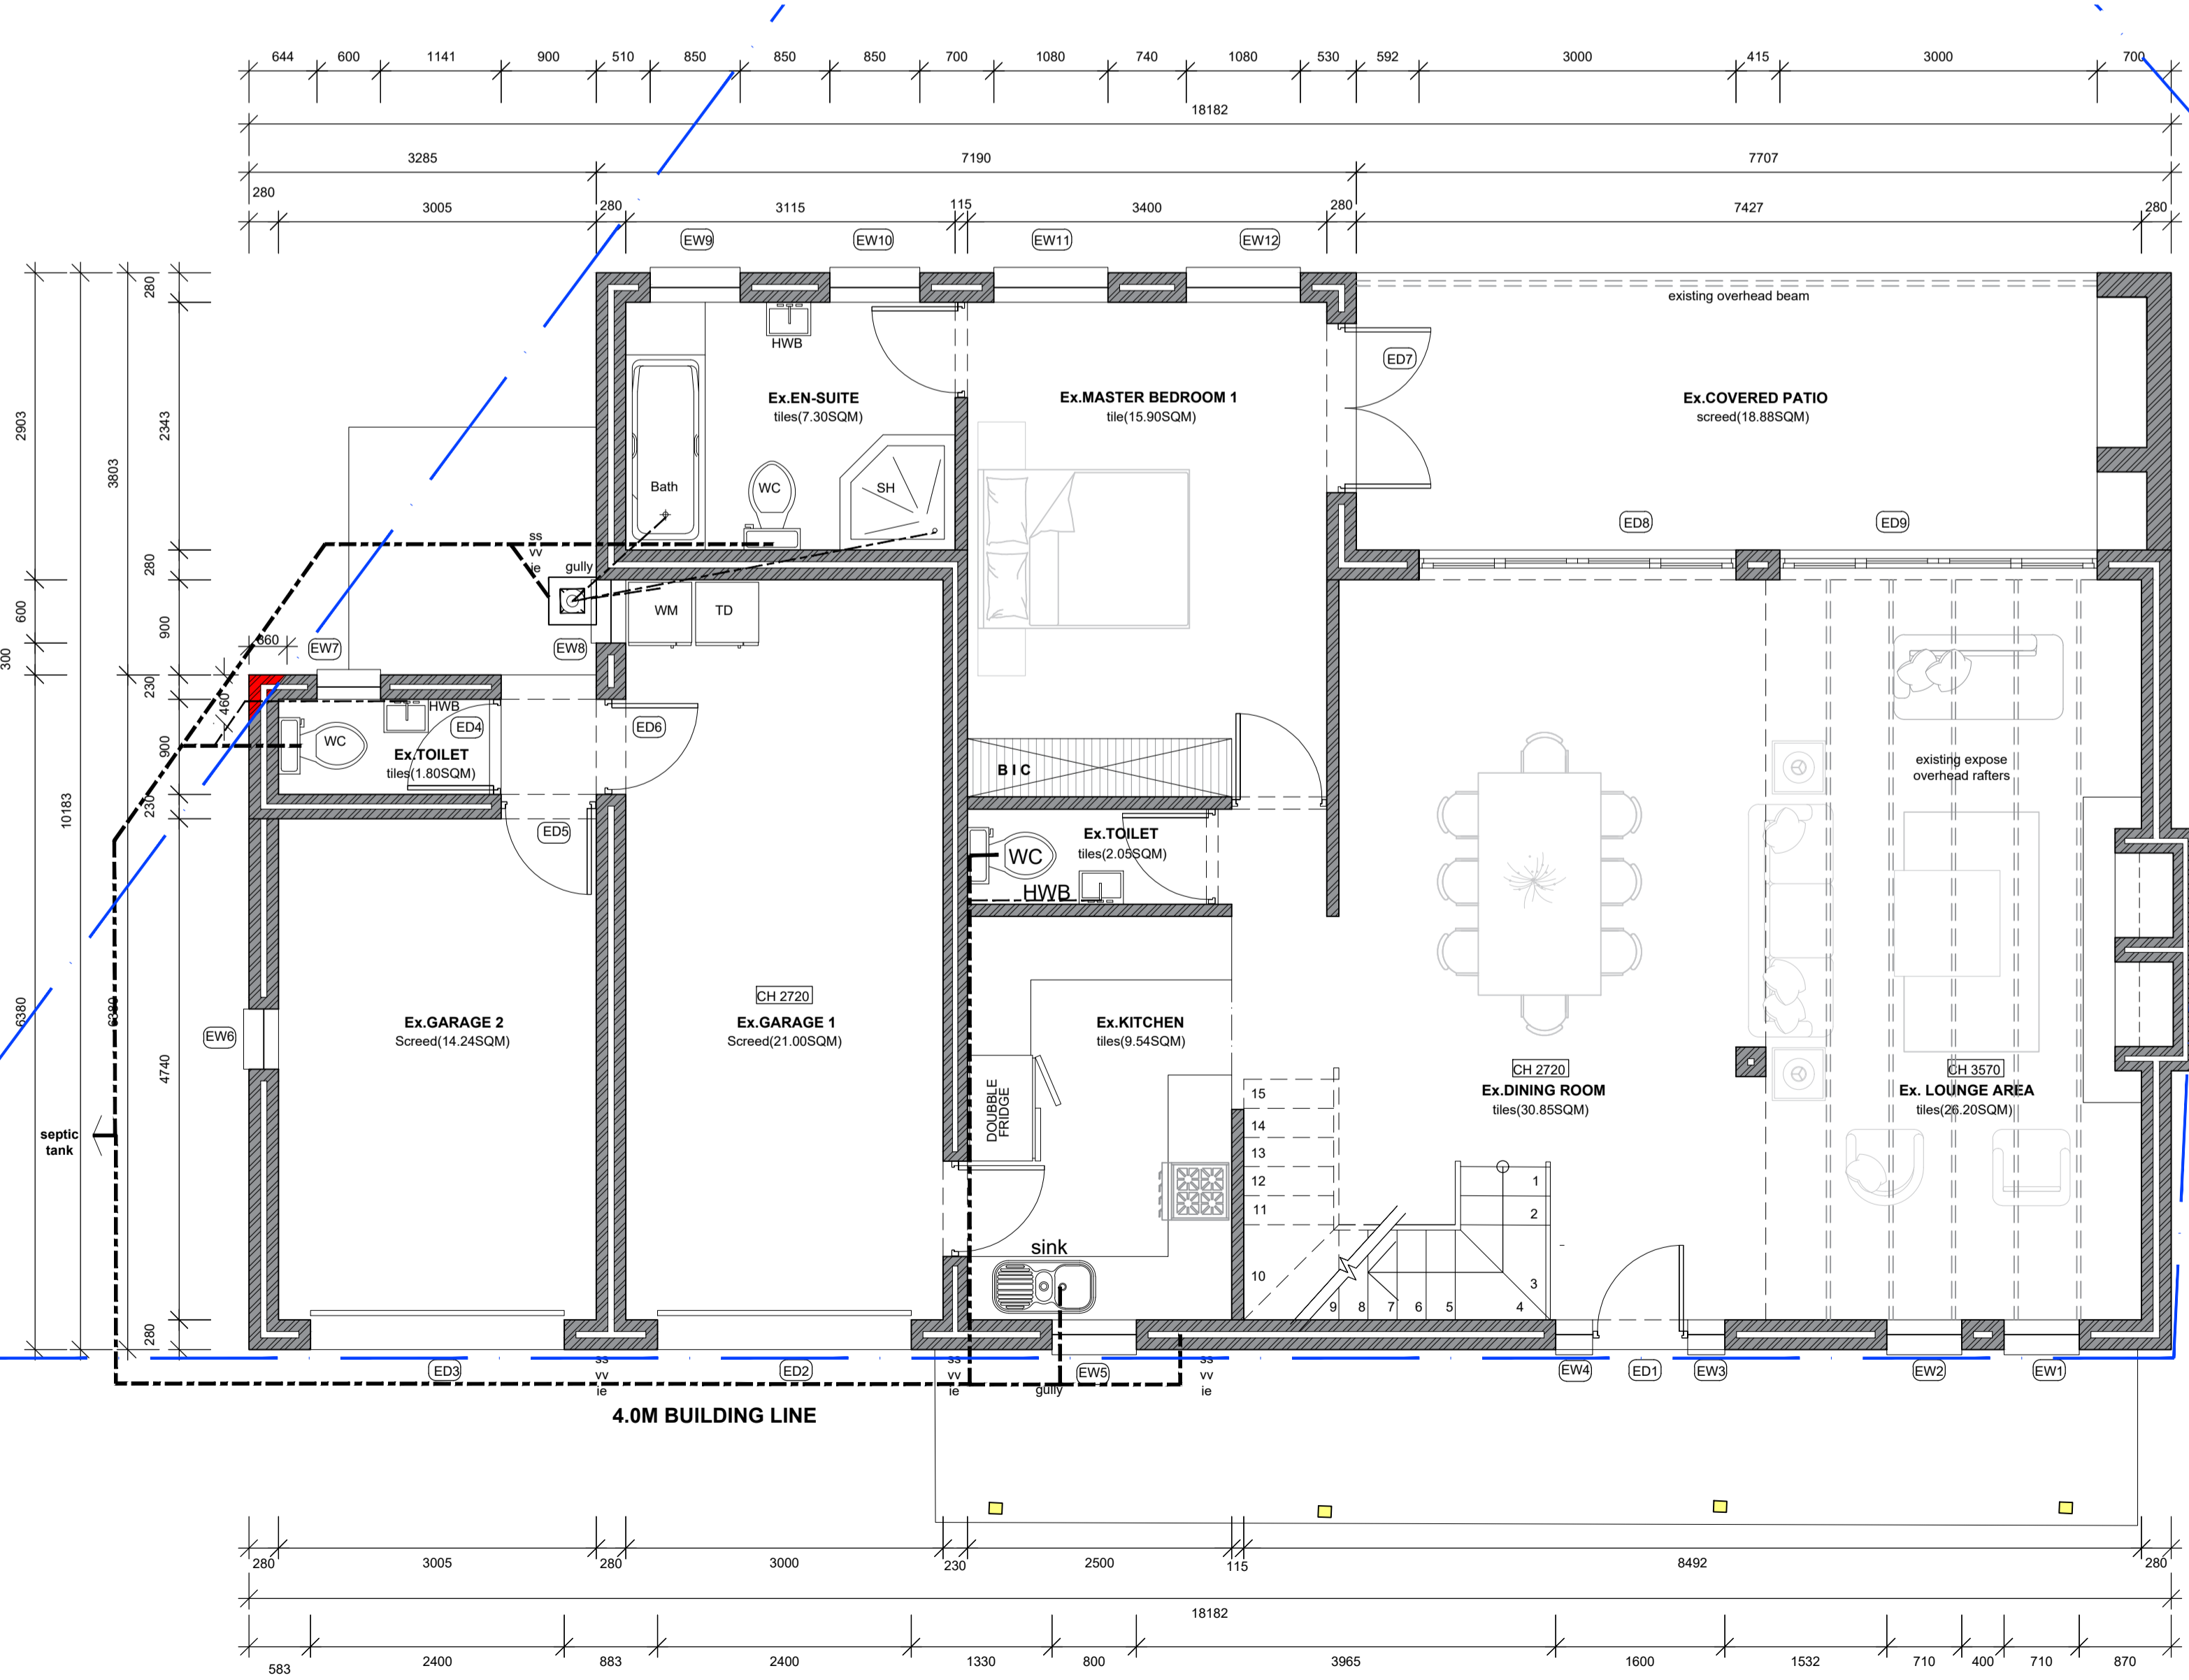 644 600 1141 900 510 850 850 850 700 1080 740 1080 530 592 3000 415 3000 700
18182
3285 7190 7707
280 3005 280 3115 115 3400 280 7427 280
EW9 EW10 EW11 EW12
existing overhead beam
HWB
ED7
Ex.EN-SUITE
tiles(7.30SQM)
Ex.MASTER BEDROOM 1
tile(15.90SQM)
Ex.COVERED PATIO
screed(18.88SQM)
Bath WC SH
ED8 ED9
ss
vv
ie
gully
WM TD
EW7 EW8
860
460
HWB
ED4 ED6
WC
Ex.TOILET
tiles(1.80SQM)
B I C
existing expose
overhead rafters
ED5
Ex.TOILET
tiles(2.05SQM)
WC
HWB
280
2903
2343
3803
280
600
900
300
230
900
10183
230
6380
6380
4740
280
CH 2720
Ex.GARAGE 2
Screed(14.24SQM)
Ex.GARAGE 1
Screed(21.00SQM)
Ex.KITCHEN
tiles(9.54SQM)
EW6
CH 2720
Ex.DINING ROOM
tiles(30.85SQM)
CH 3570
Ex. LOUNGE AREA
tiles(26.20SQM)
DOUBBLE
FRIDGE
septic
tank
15
14
13
12
11
10
9 8 7 6 5 4
3
2
1
sink
ED3 ED2 EW5 EW4 ED1 EW3 EW2 EW1
ss
vv
ie
ss
vv
ie
gully
ss
vv
ie
4.0M BUILDING LINE
280 3005 280 3000 230 2500 115 8492 280
18182
583 2400 883 2400 1330 800 3965 1600 1532 710 400 710 870